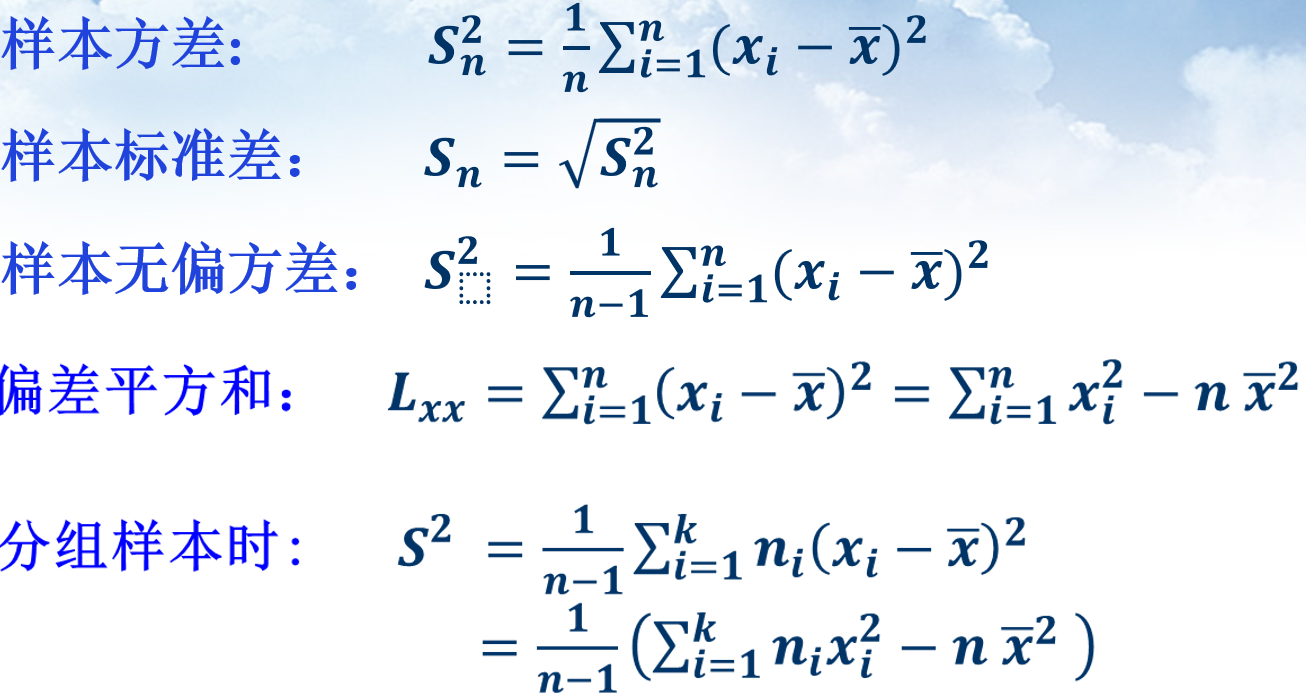 样本方差: S_n^2 = \frac{1}{n} \sum_{i=1}^{n} (x_i − \overline{x})^2
样本标准差： S_n = \sqrt{S_n^2}
样本无偏方差： S_{⬚}^2 = \frac{1}{n−1} \sum_{i=1}^{n} (x_i − \overline{x})^2
偏差平方和： L_{xx} = \sum_{i=1}^{n} (x_i − \overline{x})^2 = \sum_{i=1}^{n} x_i^2 − n \overline{x}^2
分组样本时： S^2 = \frac{1}{n−1} \sum_{i=1}^{k} n_i (x_i − \overline{x})^2
= \frac{1}{n−1} ( \sum_{i=1}^{k} n_i x_i^2 − n \overline{x}^2 )